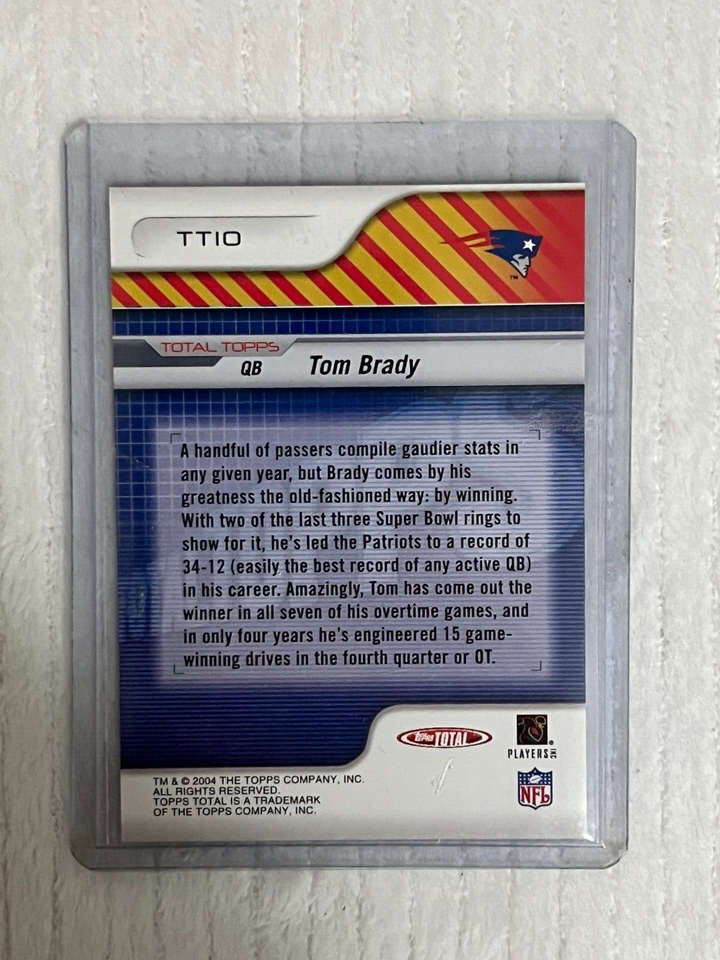 TT10
TM
TOTAL TOPPS
QB Tom Brady
A handful of passers compile gaudier stats in
any given year, but Brady comes by his
greatness the old-fashioned way: by winning.
With two of the last three Super Bowl rings to
show for it, he's led the Patriots to a record of
34-12 (easily the best record of any active QB)
in his career. Amazingly, Tom has come out the
winner in all seven of his overtime games, and
in only four years he's engineered 15 game-
winning drives in the fourth quarter or OT.
topps TOTAL
PLAYERS INC
NFL
TM & © 2004 THE TOPPS COMPANY, INC.
ALL RIGHTS RESERVED.
TOPPS TOTAL IS A TRADEMARK
OF THE TOPPS COMPANY, INC.